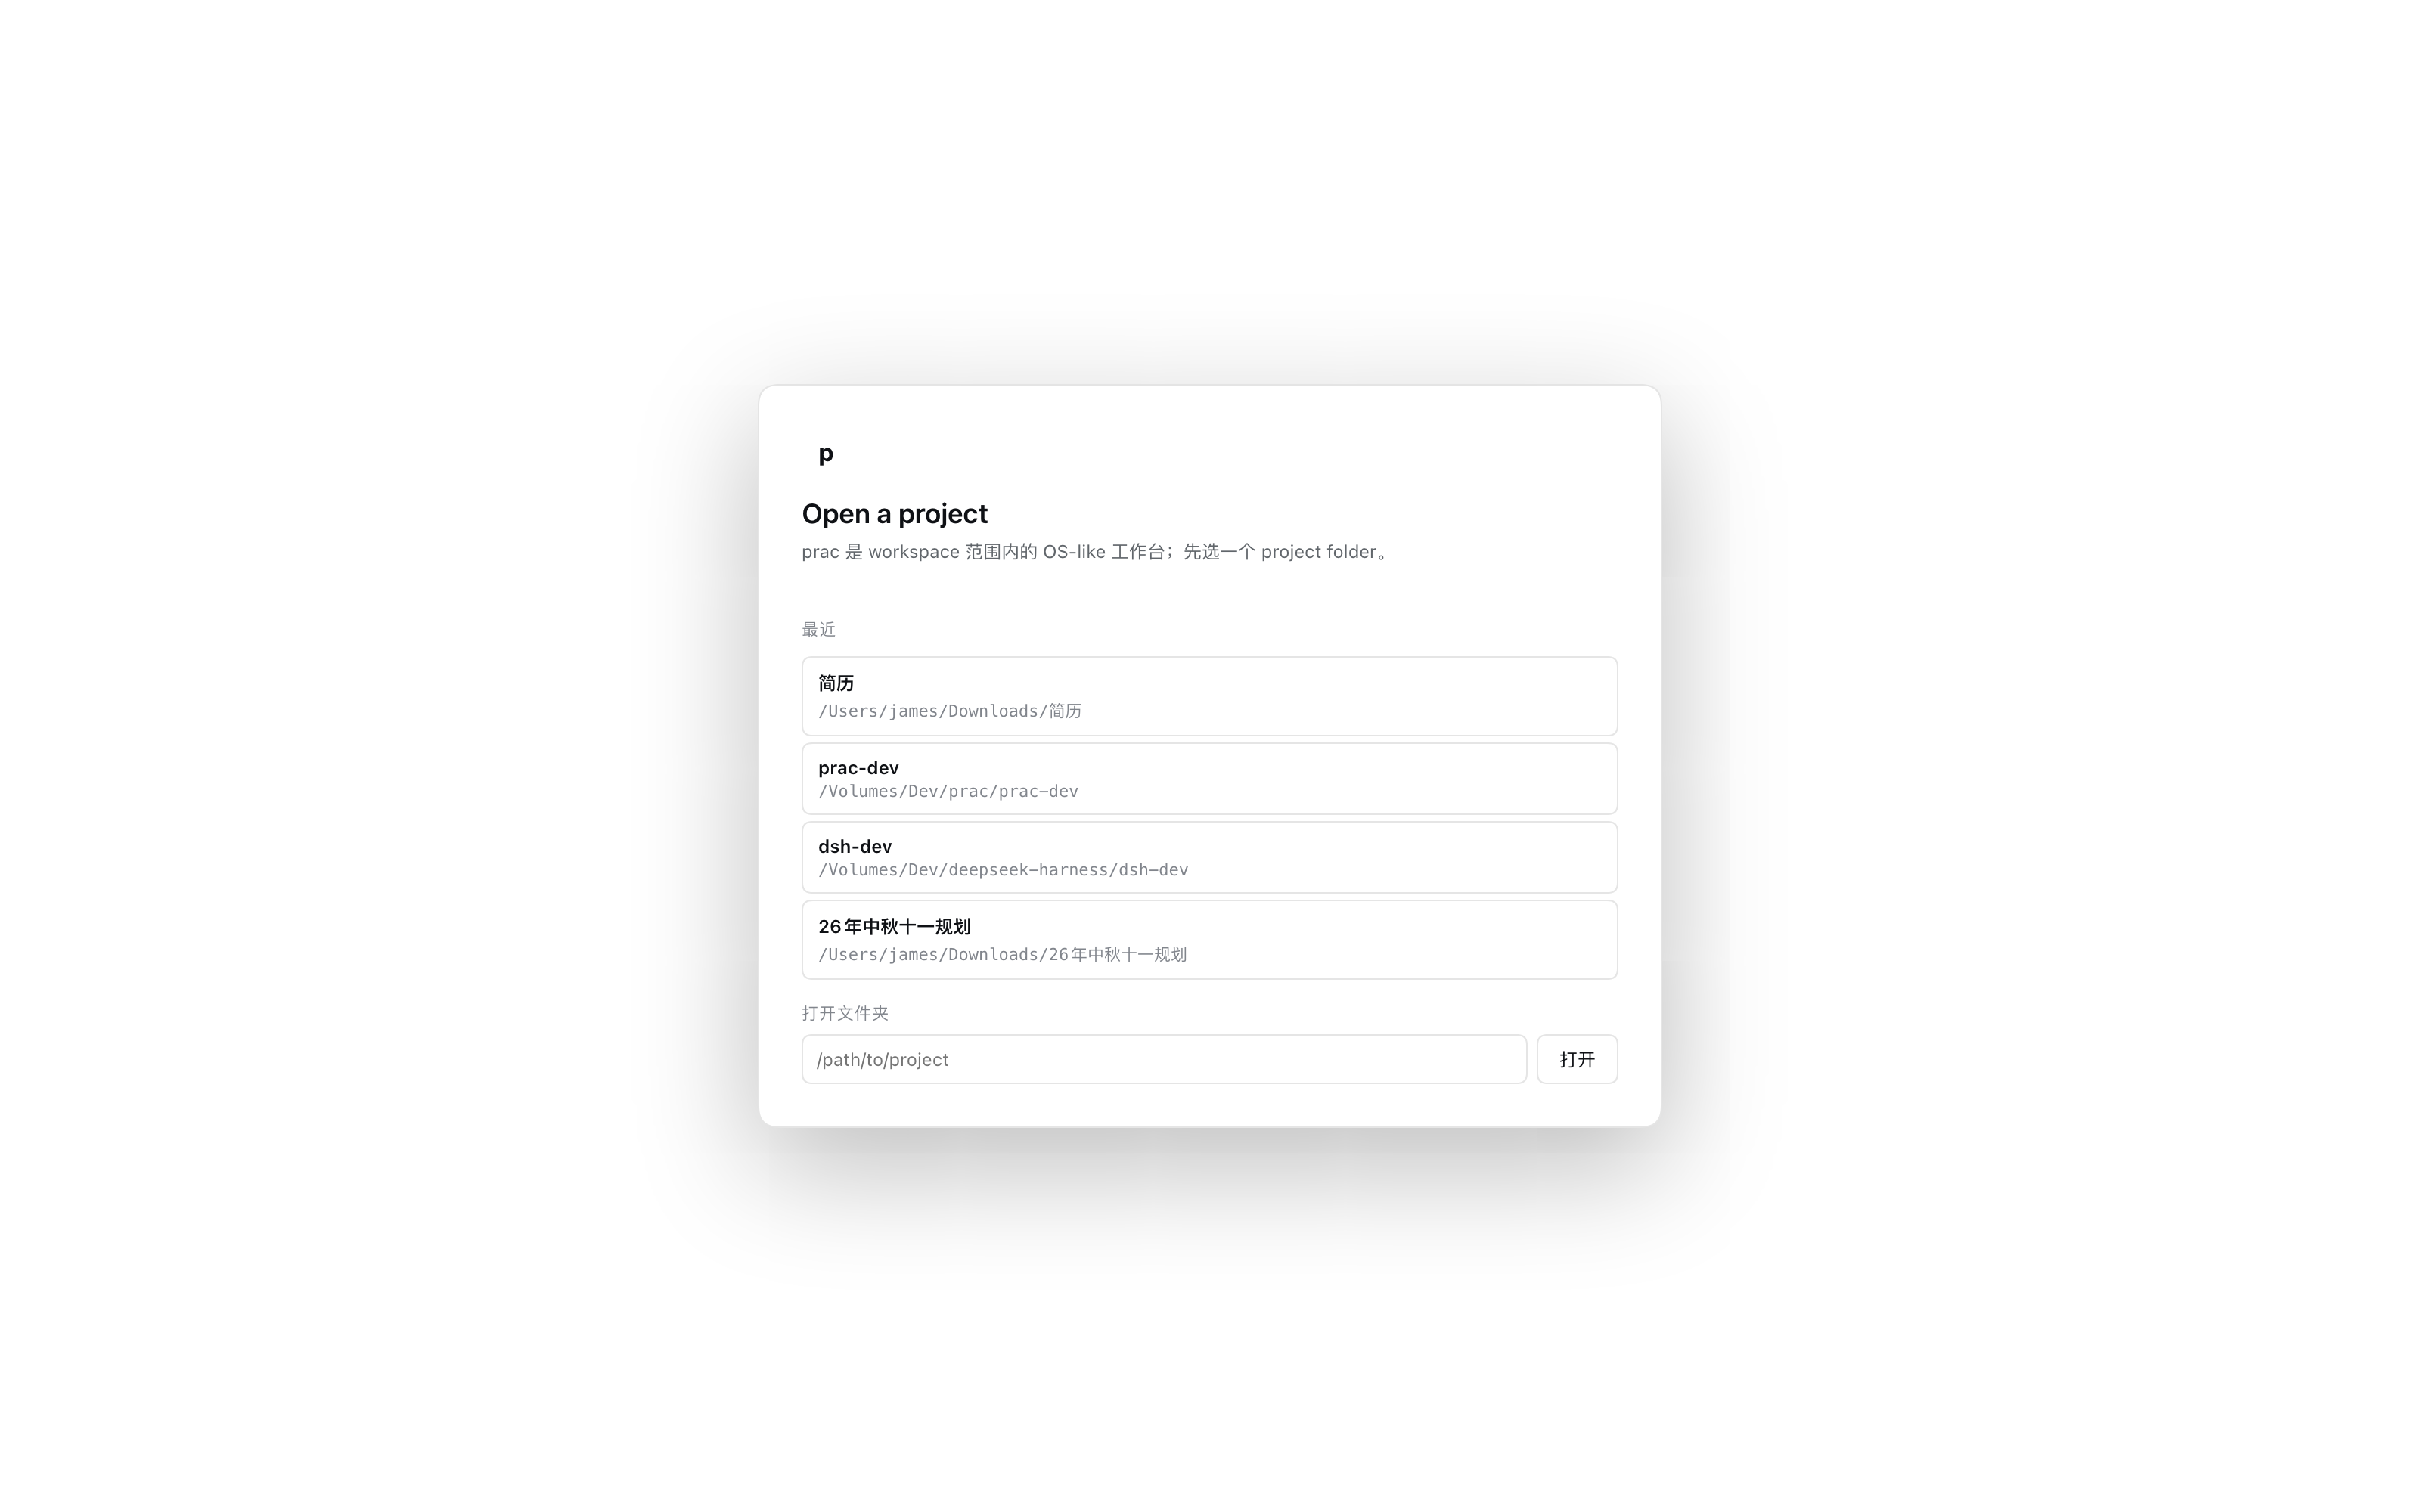 p
Open a project
prac 是 workspace 范围内的 OS-like 工作台；先选一个 project folder。
最近
简历
/Users/james/Downloads/简历
prac-dev
/Volumes/Dev/prac/prac-dev
dsh-dev
/Volumes/Dev/deepseek-harness/dsh-dev
26年中秋十一规划
/Users/james/Downloads/26年中秋十一规划
打开文件夹
/path/to/project
打开